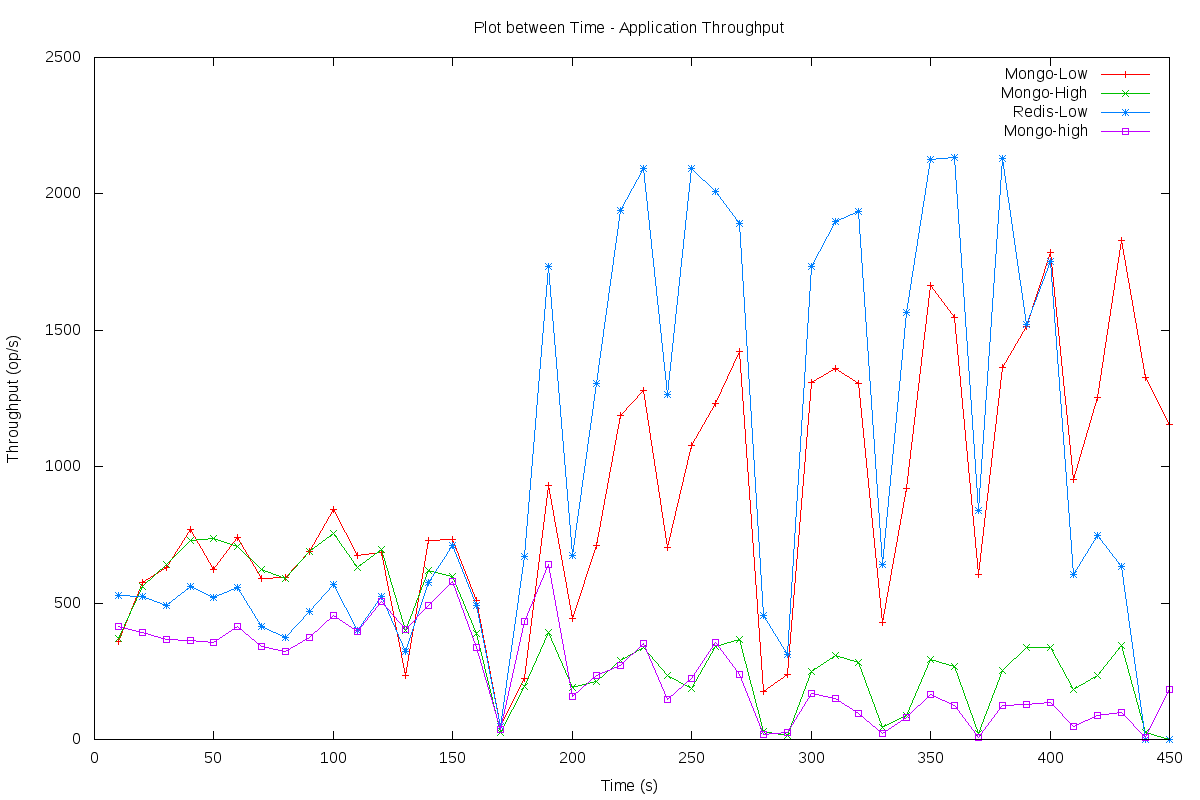 Plot between Time - Application Throughput
2500
2000
1500
1000
500
0
Throughput (op/s)
Mongo-Low
Mongo-High
Redis-Low
Mongo-high
0 50 100 150 200 250 300 350 400 450
Time (s)